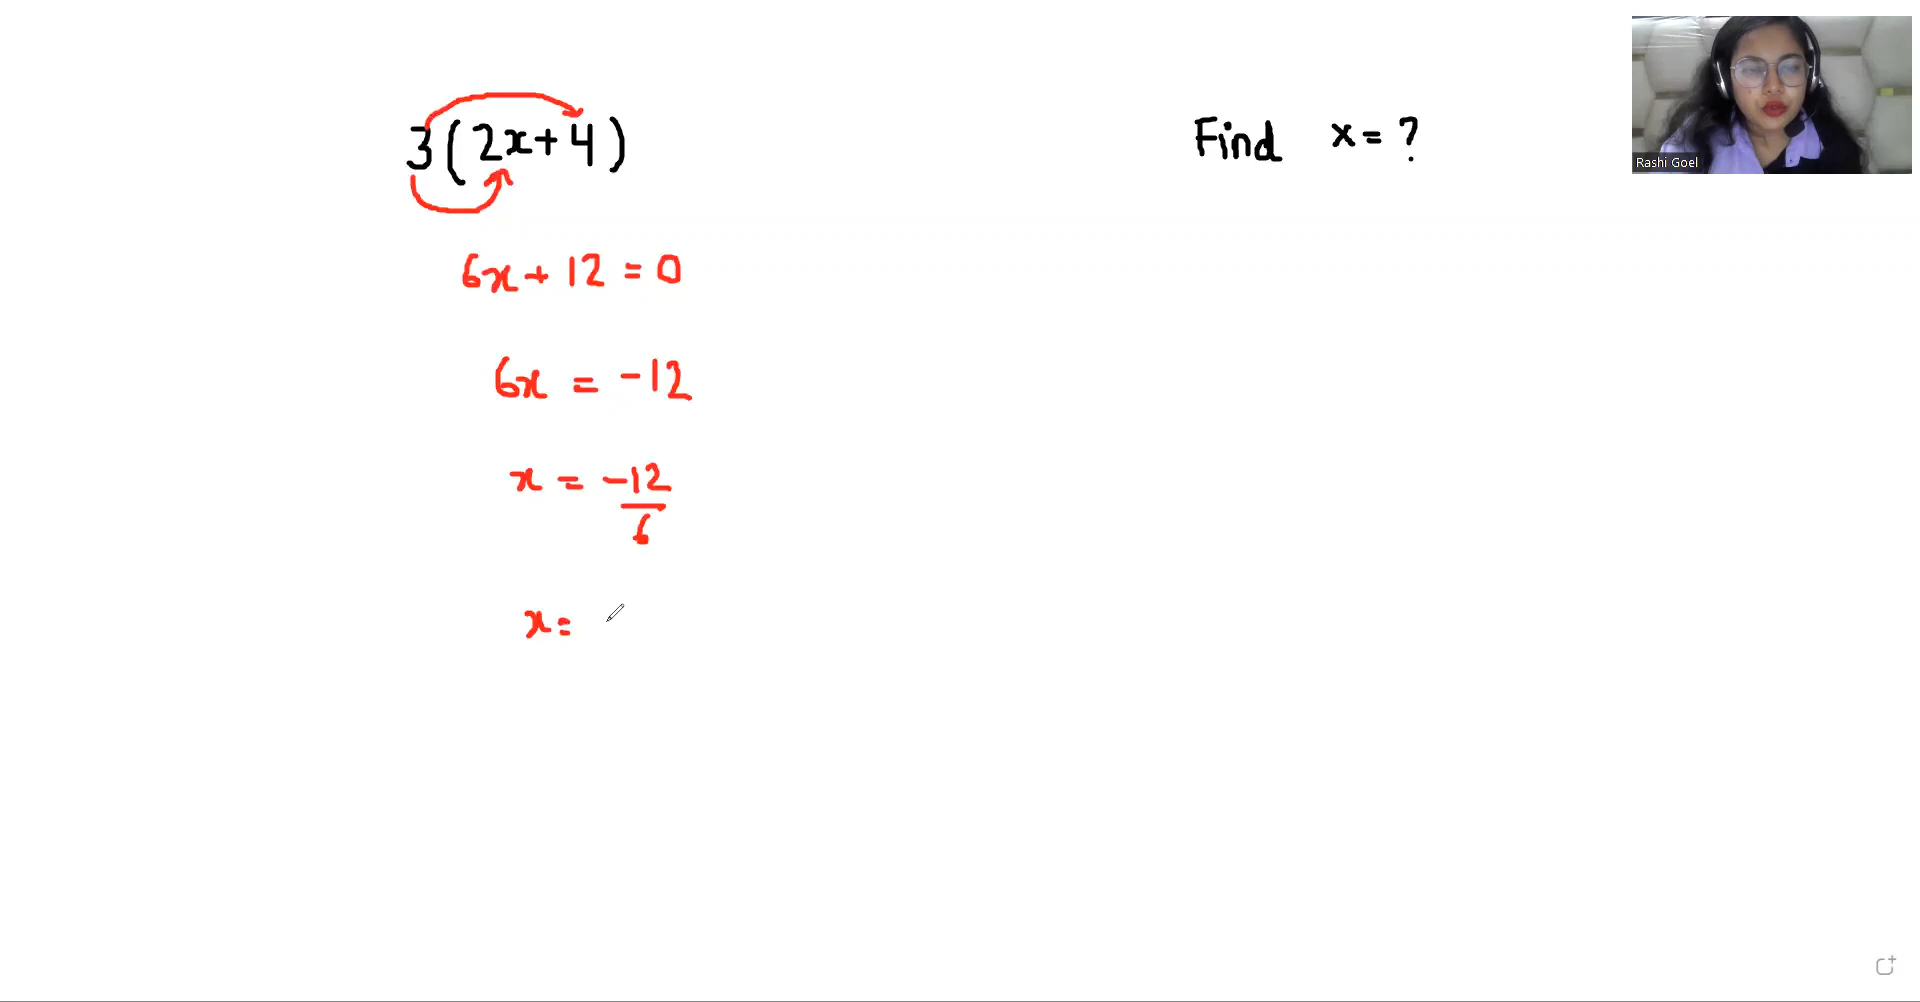 3(2x+4)
Find x = ?
Rashi Goel
6x + 12 = 0
6x = -12
x = -12
6
x =